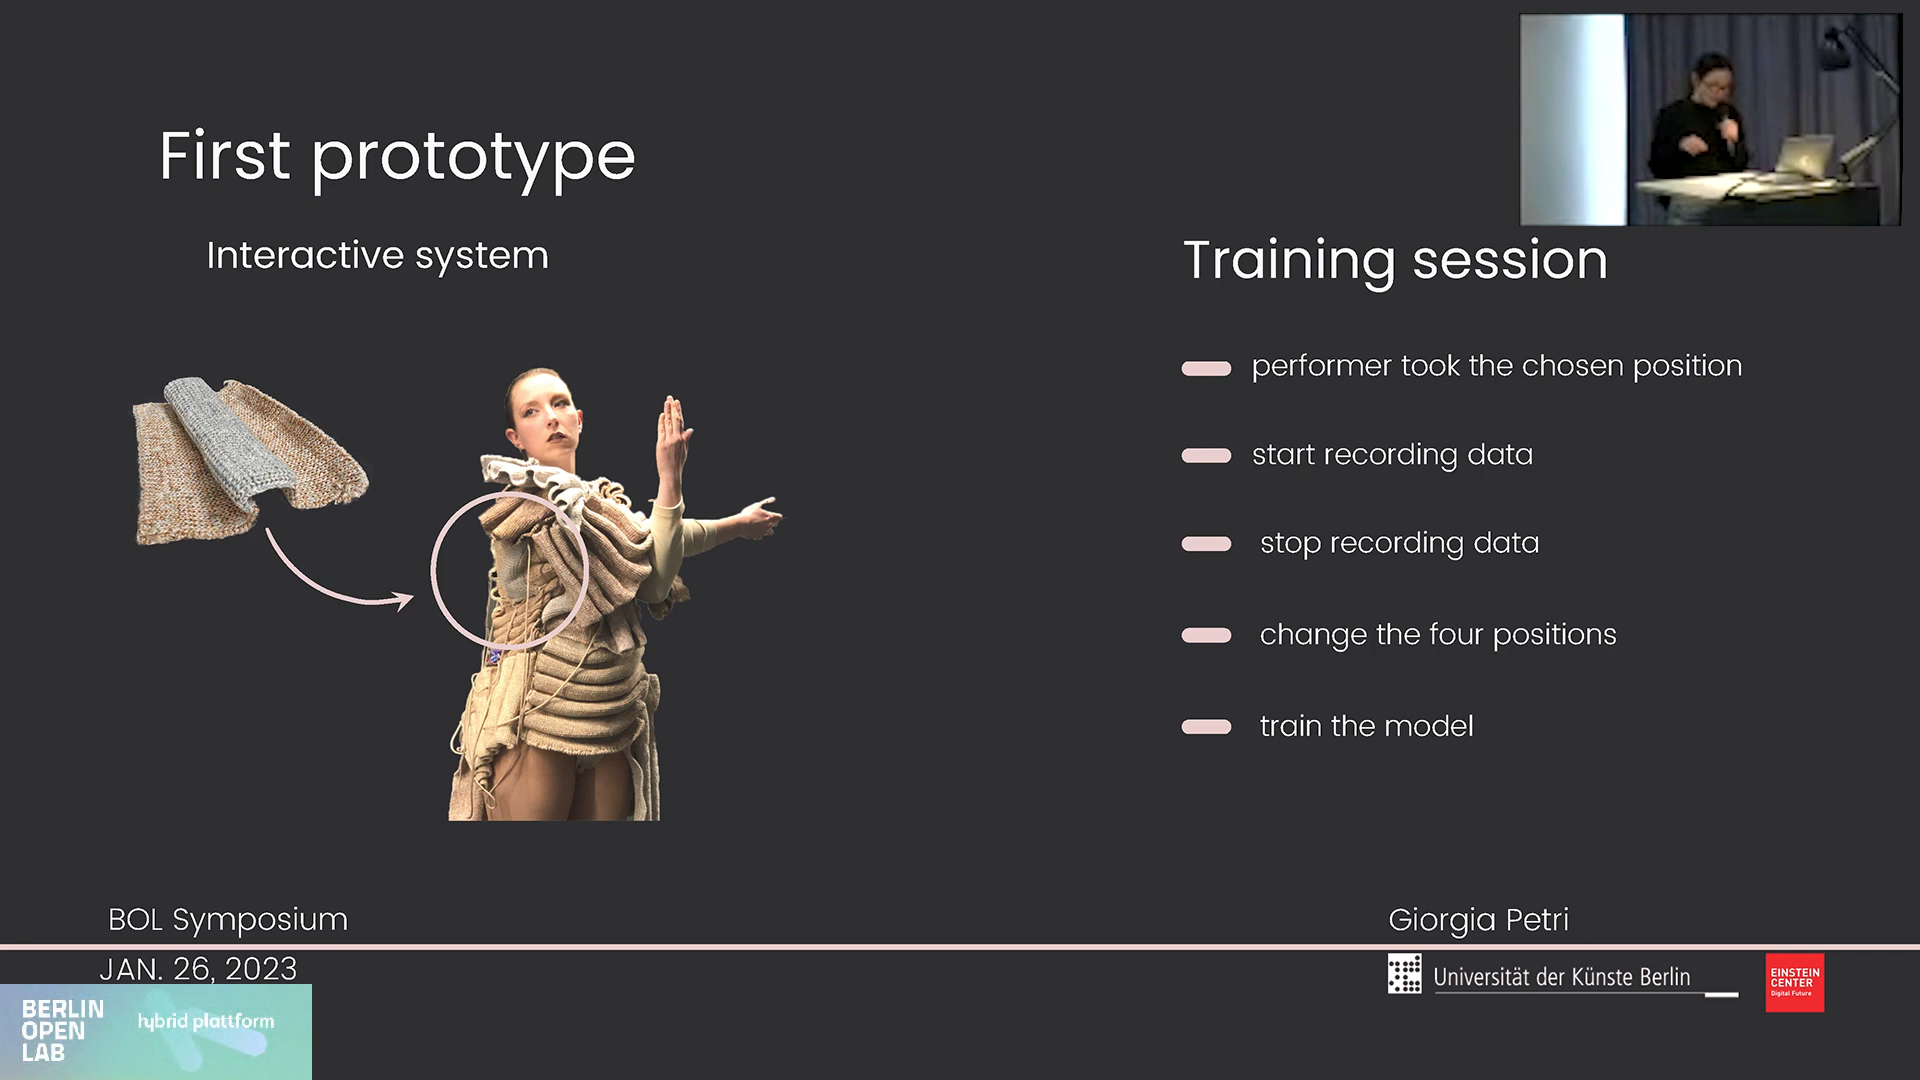 First prototype
Interactive system
Training session
performer took the chosen position
start recording data
stop recording data
change the four positions
train the model
BOL Symposium
Giorgia Petri
JAN. 26, 2023
Universität der Künste Berlin
EINSTEIN
CENTER
Digital Future
BERLIN
OPEN
LAB
hybrid plattform